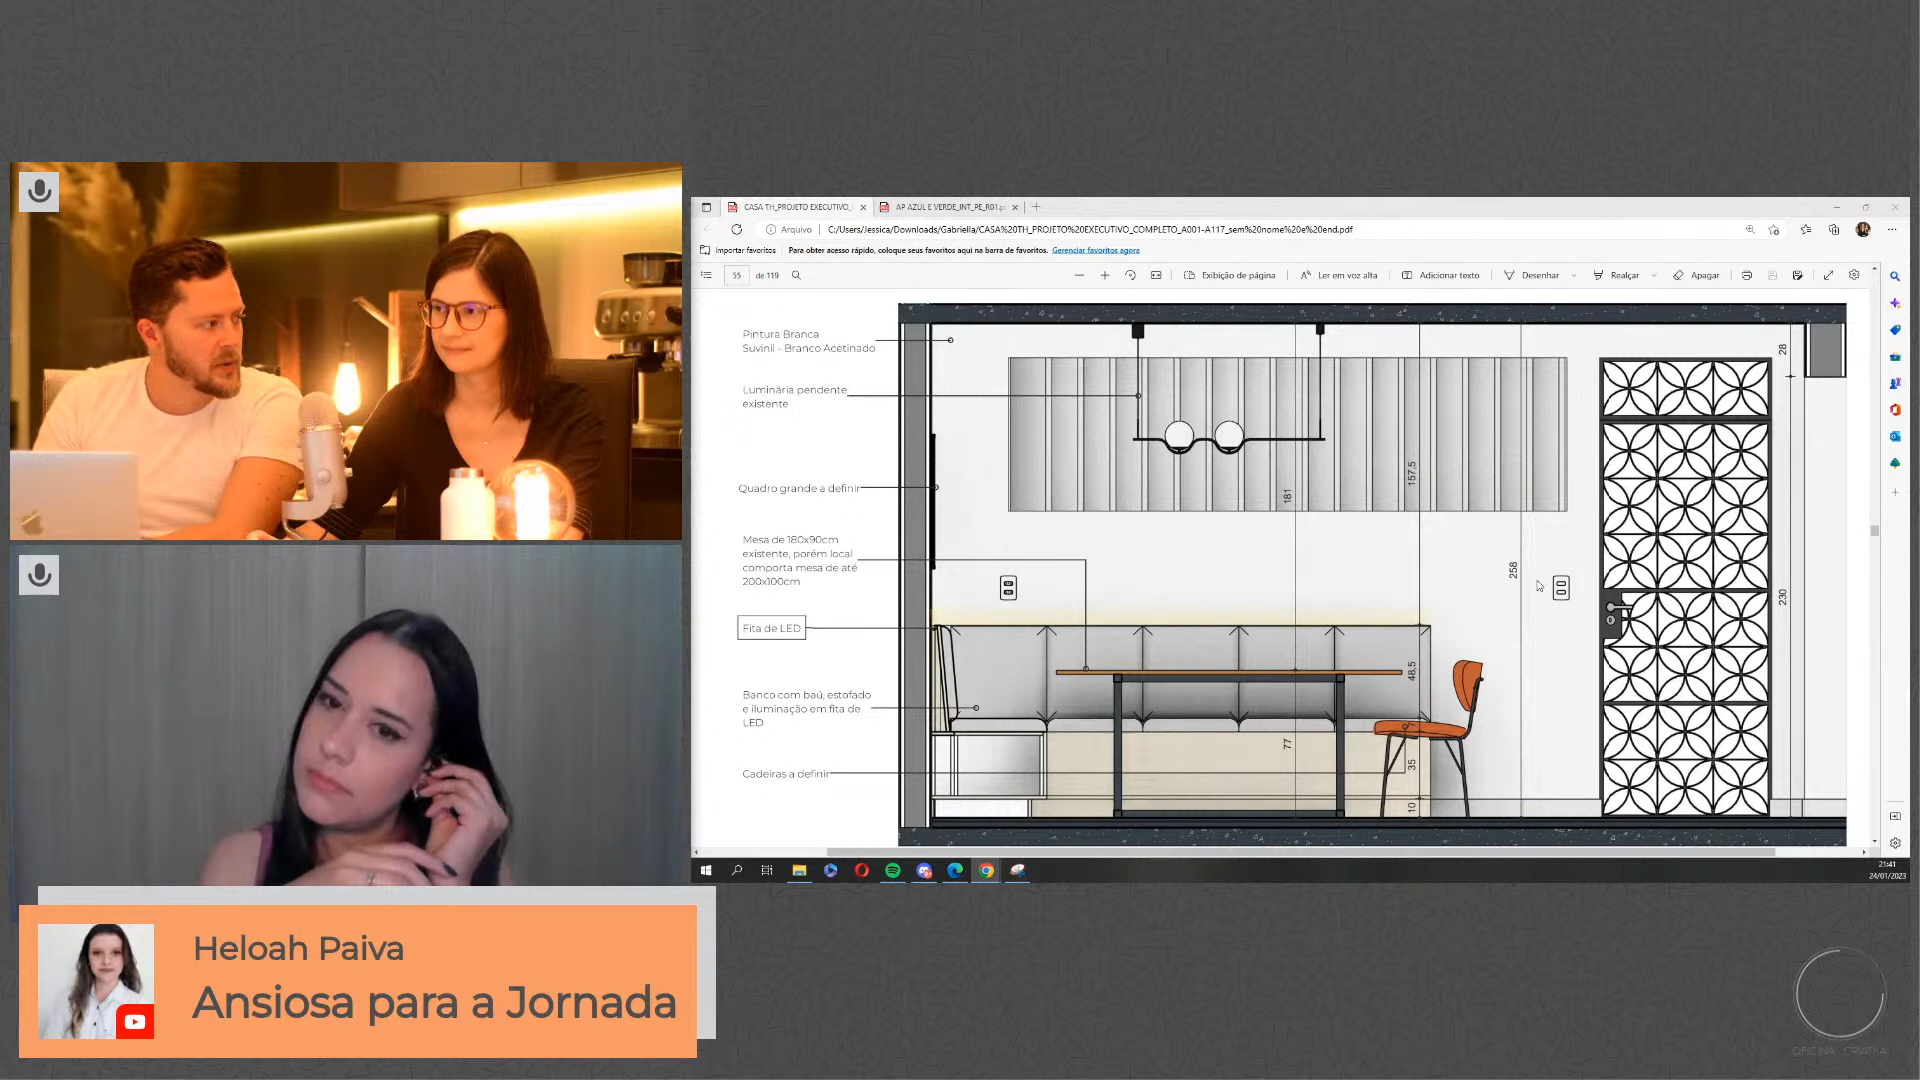 CASA TH_PROJETO EXECUTIVO_
AP AZUL E VERDE_INT_PE_R01.
Arquivo
C:/Users/Jessica/Downloads/Gabriella/CASA%20TH_PROJETO%20EXECUTIVO_COMPLETO_A001-A117_sem%20nome%20e%20end.pdf
Importar favoritos
Para obter acesso rápido, coloque seus favoritos aqui na barra de favoritos. Gerenciar favoritos agora
55 de 119
Exibição de página
Ler em voz alta
Adicionar texto
Desenhar
Realçar
Apagar
Pintura Branca
Suvinil - Branco Acetinado
Luminária pendente
existente
Quadro grande a definir
Mesa de 180x90cm
existente, porém local
comporta mesa de até
200x100cm
Fita de LED
Banco com baú, estofado
e iluminação em fita de
LED
Cadeiras a definir
181
157,5
258
28
230
48,5
77
35
10
21:41
24/01/2023
Heloah Paiva
Ansiosa para a Jornada
OFICINA CRIATIVA